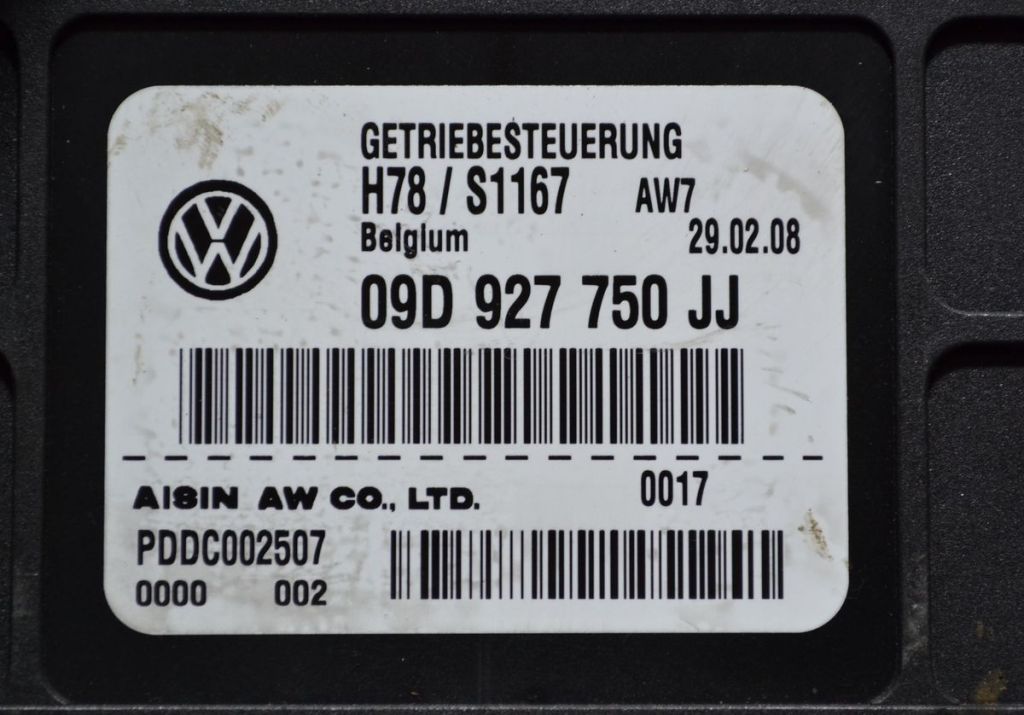 GETRIEBESTEUERUNG
H78 / S1167 AW7
Belgium 29.02.08
09D 927 750 JJ
AISIN AW CO., LTD. 0017
PDDC002507
0000 002